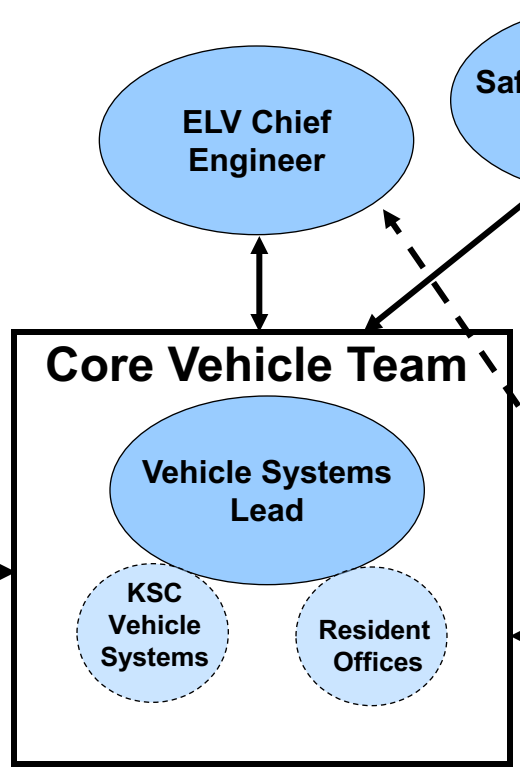 ELV Chief
Engineer
Core Vehicle Team
Vehicle Systems
Lead
KSC
Vehicle
Systems
Resident
Offices